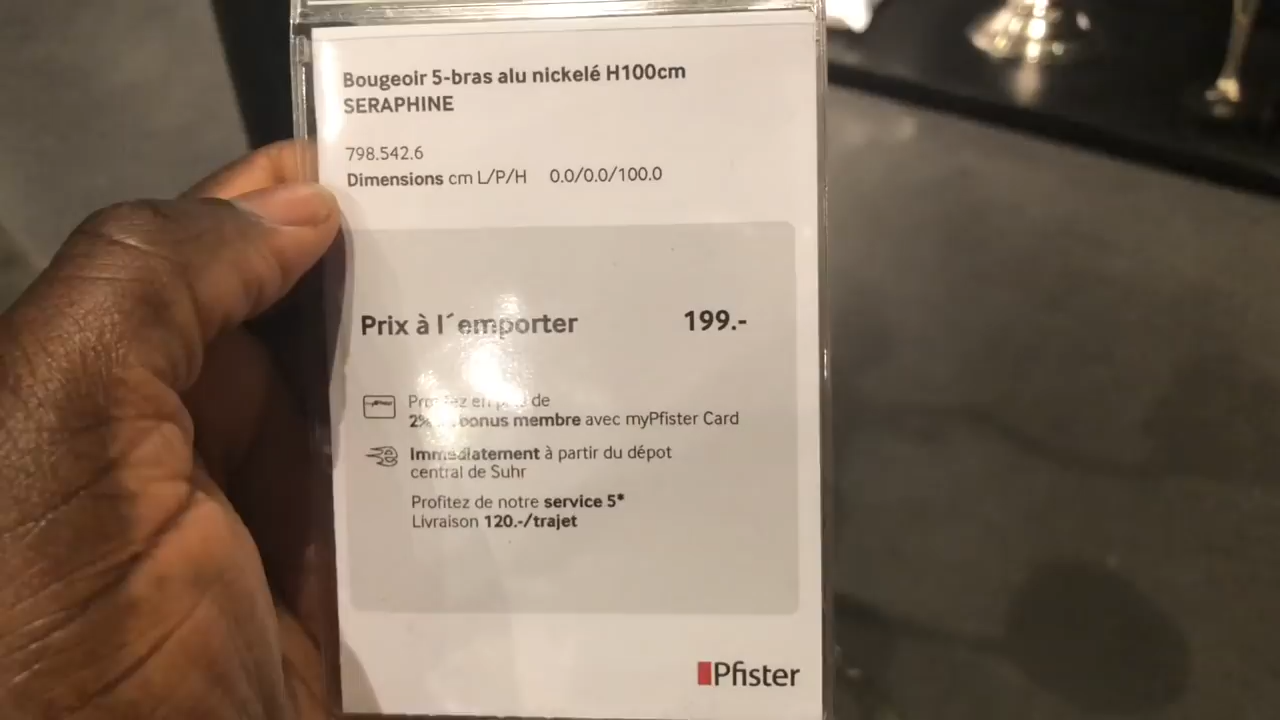 Bougeoir 5-bras alu nickelé H100cm
SERAPHINE
798.542.6
Dimensions cm L/P/H 0.0/0.0/100.0
Prix à l´emporter 199.-
de
bonus membre avec myPfister Card
Immédiatement à partir du dépôt
central de Suhr
Profitez de notre service 5*
Livraison 120.-/trajet
Pfister